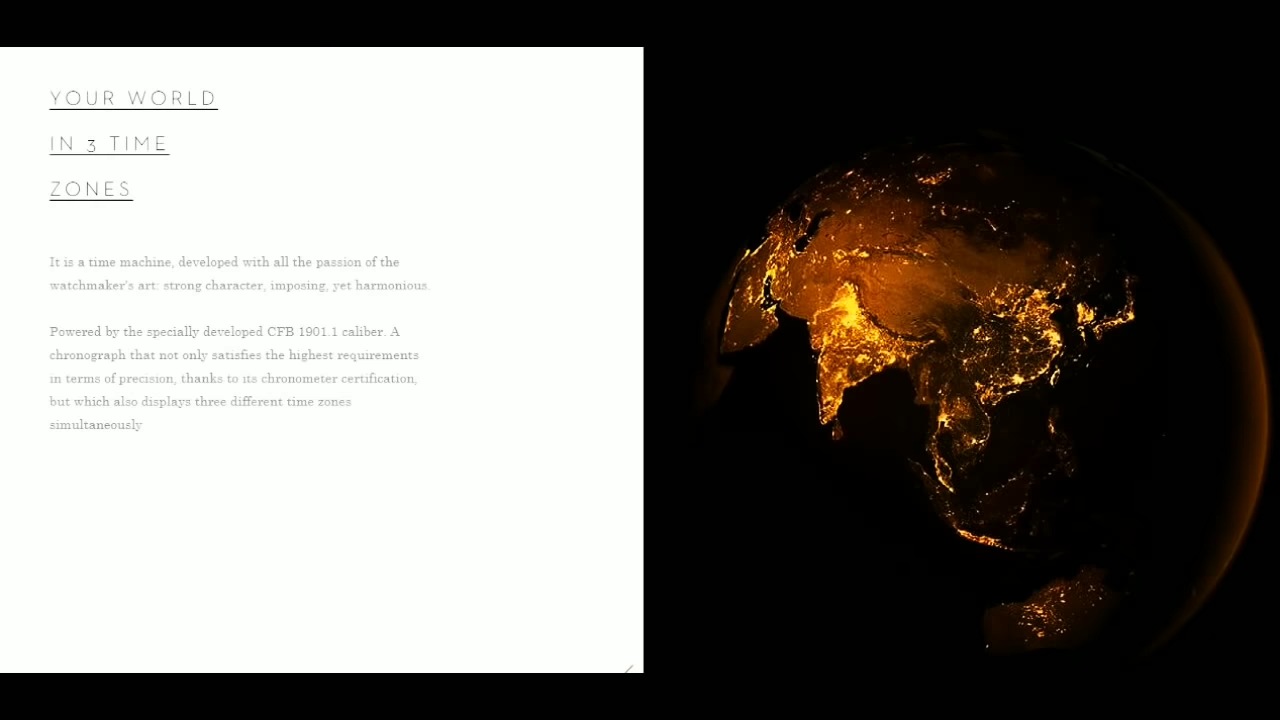 YOUR WORLD
IN 3 TIME
ZONES
It is a time machine, developed with all the passion of the
watchmaker's art: strong character, imposing, yet harmonious.
Powered by the specially developed CFB 1901.1 caliber. A
chronograph that not only satisfies the highest requirements
in terms of precision, thanks to its chronometer certification,
but which also displays three different time zones
simultaneously